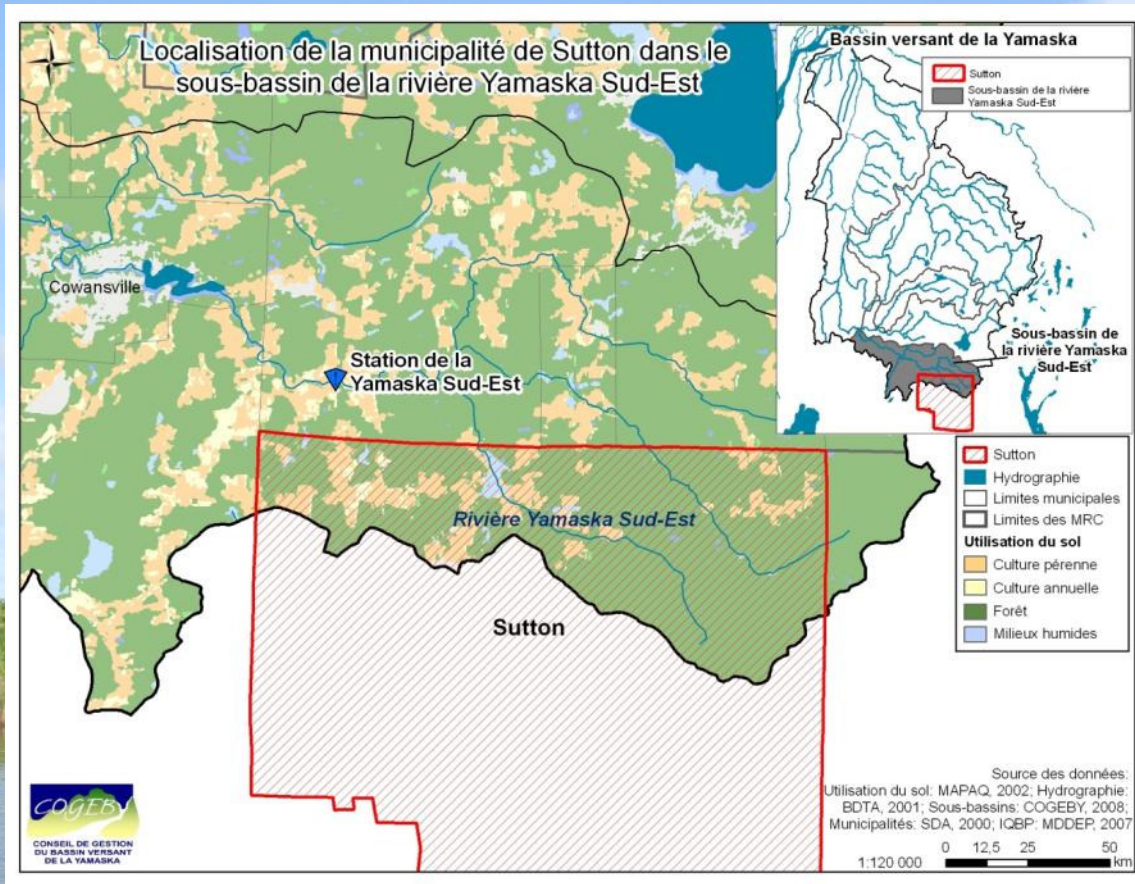 Localisation de la municipalité de Sutton dans le
sous-bassin de la rivière Yamaska Sud-Est
Bassin versant de la Yamaska
Sutton
Sous-bassin de la rivière
Yamaska Sud-Est
Sous-bassin de
la rivière Yamaska
Sud-Est
Cowansville
Station de la
Yamaska Sud-Est
Rivière Yamaska Sud-Est
Sutton
Sutton
Hydrographie
Limites municipales
Limites des MRC
Utilisation du sol
Culture pérenne
Culture annuelle
Forêt
Milieux humides
COGEBY
CONSEIL DE GESTION
DU BASSIN VERSANT
DE LA YAMASKA
Source des données:
Utilisation du sol: MAPAQ, 2002; Hydrographie:
BDTA, 2001; Sous-bassins: COGEBY, 2008;
Municipalités: SDA, 2000; IQBP: MDDEP, 2007
1:120 000
0 12,5 25 50
km